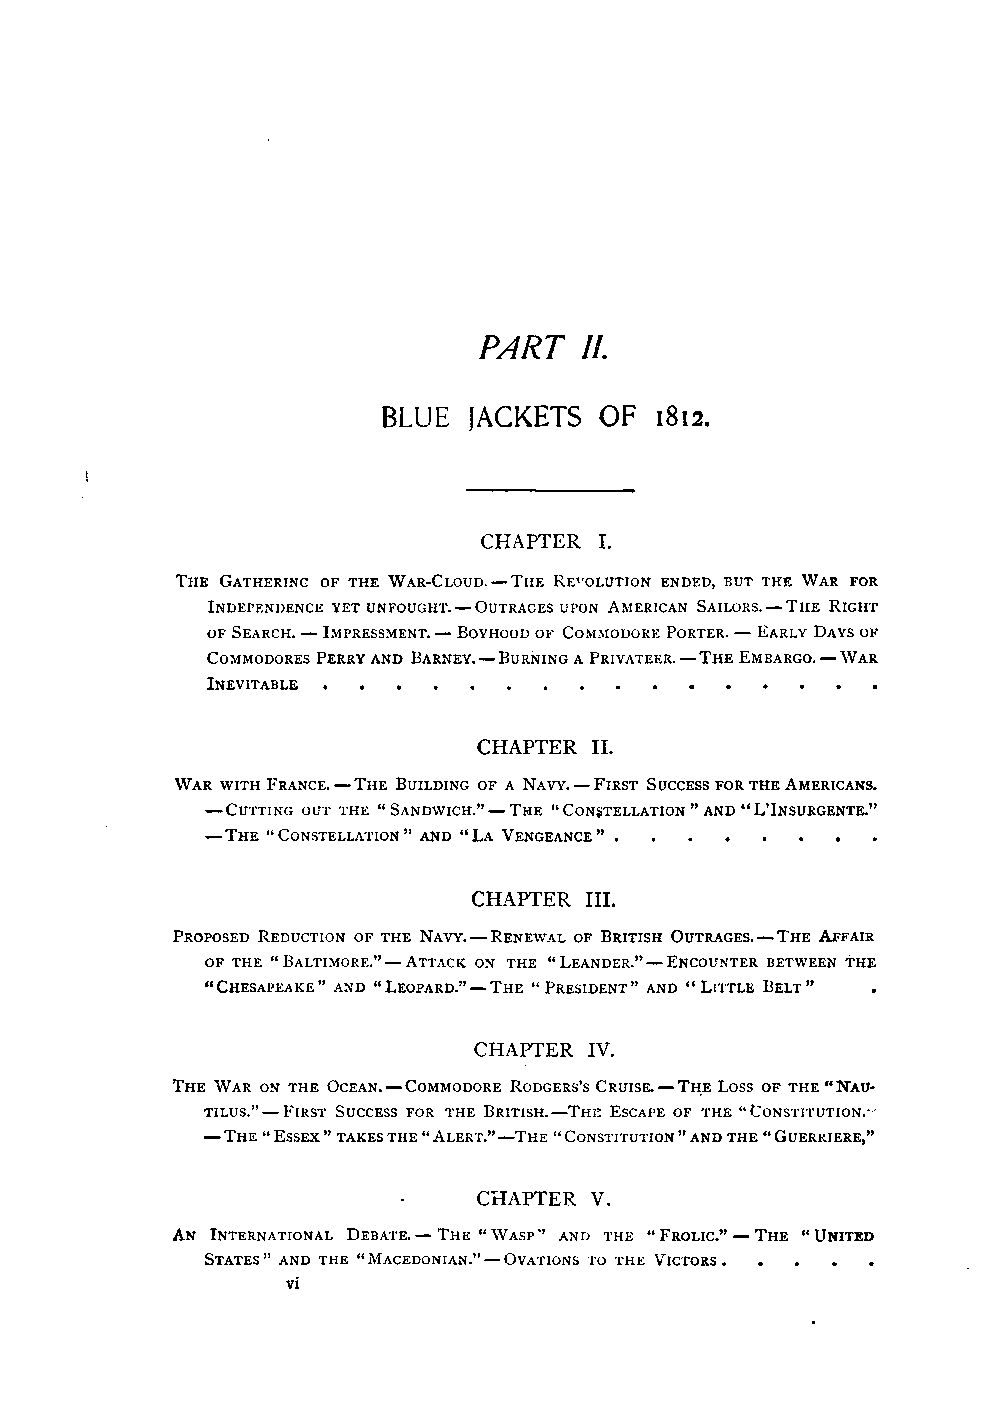 PART II.
BLUE JACKETS OF 1812.
CHAPTER I.
The Gathering of the War-Cloud.—The Revolution ended, but the War for
Independence yet unfought.—Outrages upon American Sailors.—The Right
of Search.—Impressment.—Boyhood of Commodore Porter.—Early Days of
Commodores Perry and Barney.—Burning a Privateer.—The Embargo.—War
Inevitable . . . . . . . . . . . . . . . .
CHAPTER II.
War with France.—The Building of a Navy.—First Success for the Americans.
—Cutting out the "Sandwich."—The "Constellation" and "L'Insurgente."
—The "Constellation" and "La Vengeance" . . . . . . . .
CHAPTER III.
Proposed Reduction of the Navy.—Renewal of British Outrages.—The Affair
of the "Baltimore."—Attack on the "Leander."—Encounter between the
"Chesapeake" and "Leopard."—The "President" and "Little Belt" .
CHAPTER IV.
The War on the Ocean.—Commodore Rodgers's Cruise.—The Loss of the "Nau-
tilus."—First Success for the British.—The Escape of the "Constitution."
—The "Essex" takes the "Alert."—The "Constitution" and the "Guerriere,"
CHAPTER V.
An International Debate.—The "Wasp" and the "Frolic."—The "United
States" and the "Macedonian."—Ovations to the Victors . . . . .
vi